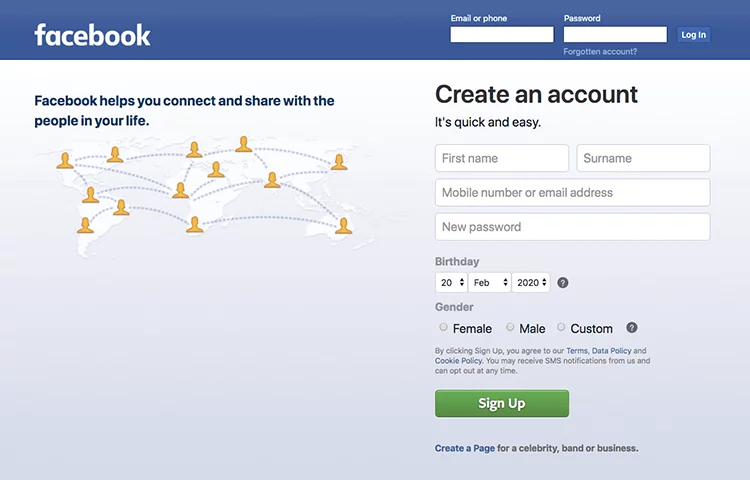 facebook
Email or phone
Password
Log In
Forgotten account?
Facebook helps you connect and share with the
people in your life.
Create an account
It's quick and easy.
First name
Surname
Mobile number or email address
New password
Birthday
20 Feb 2020 ?
Gender
Female Male Custom ?
By clicking Sign Up, you agree to our Terms, Data Policy and
Cookie Policy. You may receive SMS notifications from us and
can opt out at any time.
Sign Up
Create a Page for a celebrity, band or business.